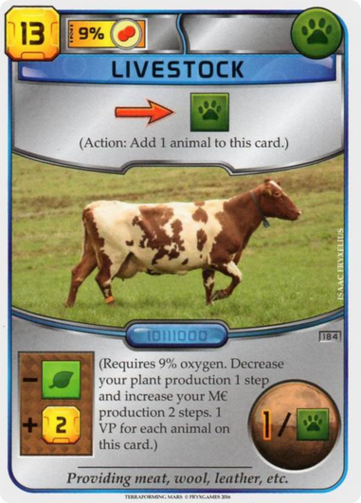 13
9%
LIVESTOCK
(Action: Add 1 animal to this card.)
ISAAC FRYXELIUS
10111000
184
(Requires 9% oxygen. Decrease
your plant production 1 step
and increase your M€
production 2 steps. 1
VP for each animal on
this card.)
-
+ 2
1 /
Providing meat, wool, leather, etc.
TERRAFORMING MARS © FRYXGAMES 2016